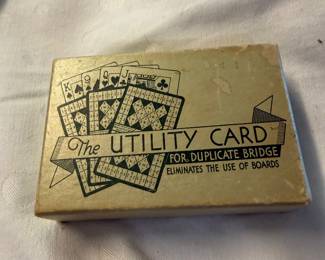 K Q Q J
The UTILITY CARD
FOR DUPLICATE BRIDGE
ELIMINATES THE USE OF BOARDS